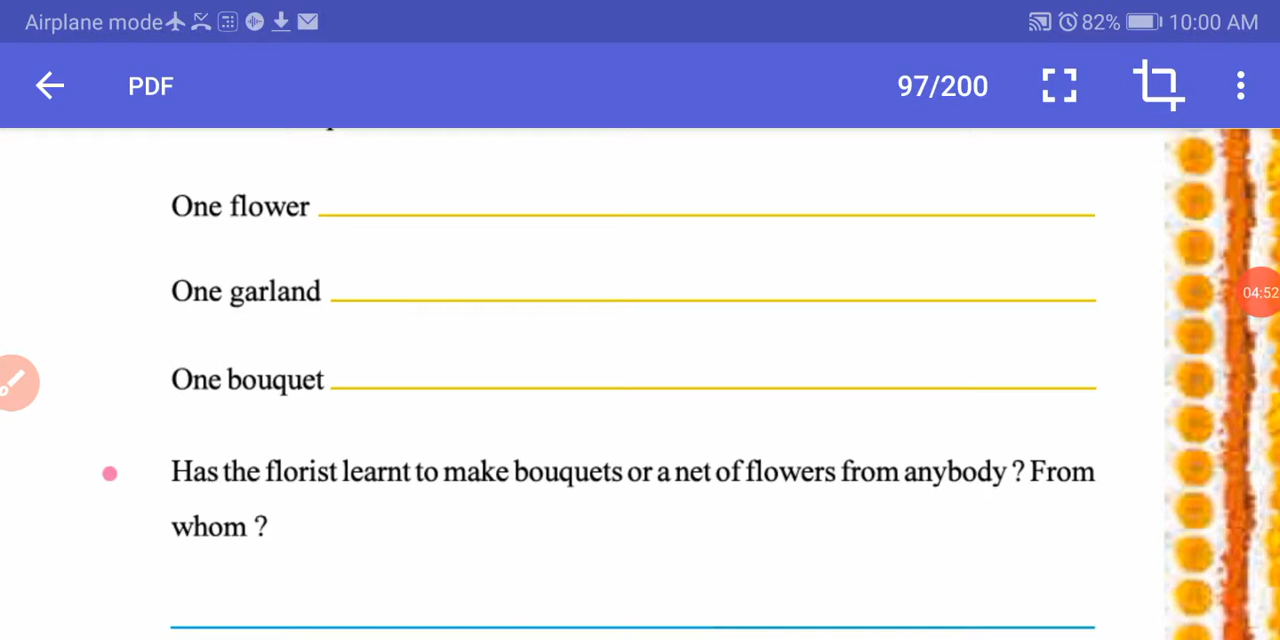 Airplane mode 82% 10:00 AM
PDF 97/200
One flower
04:52
One garland
One bouquet
Has the florist learnt to make bouquets or a net of flowers from anybody ? From
whom ?